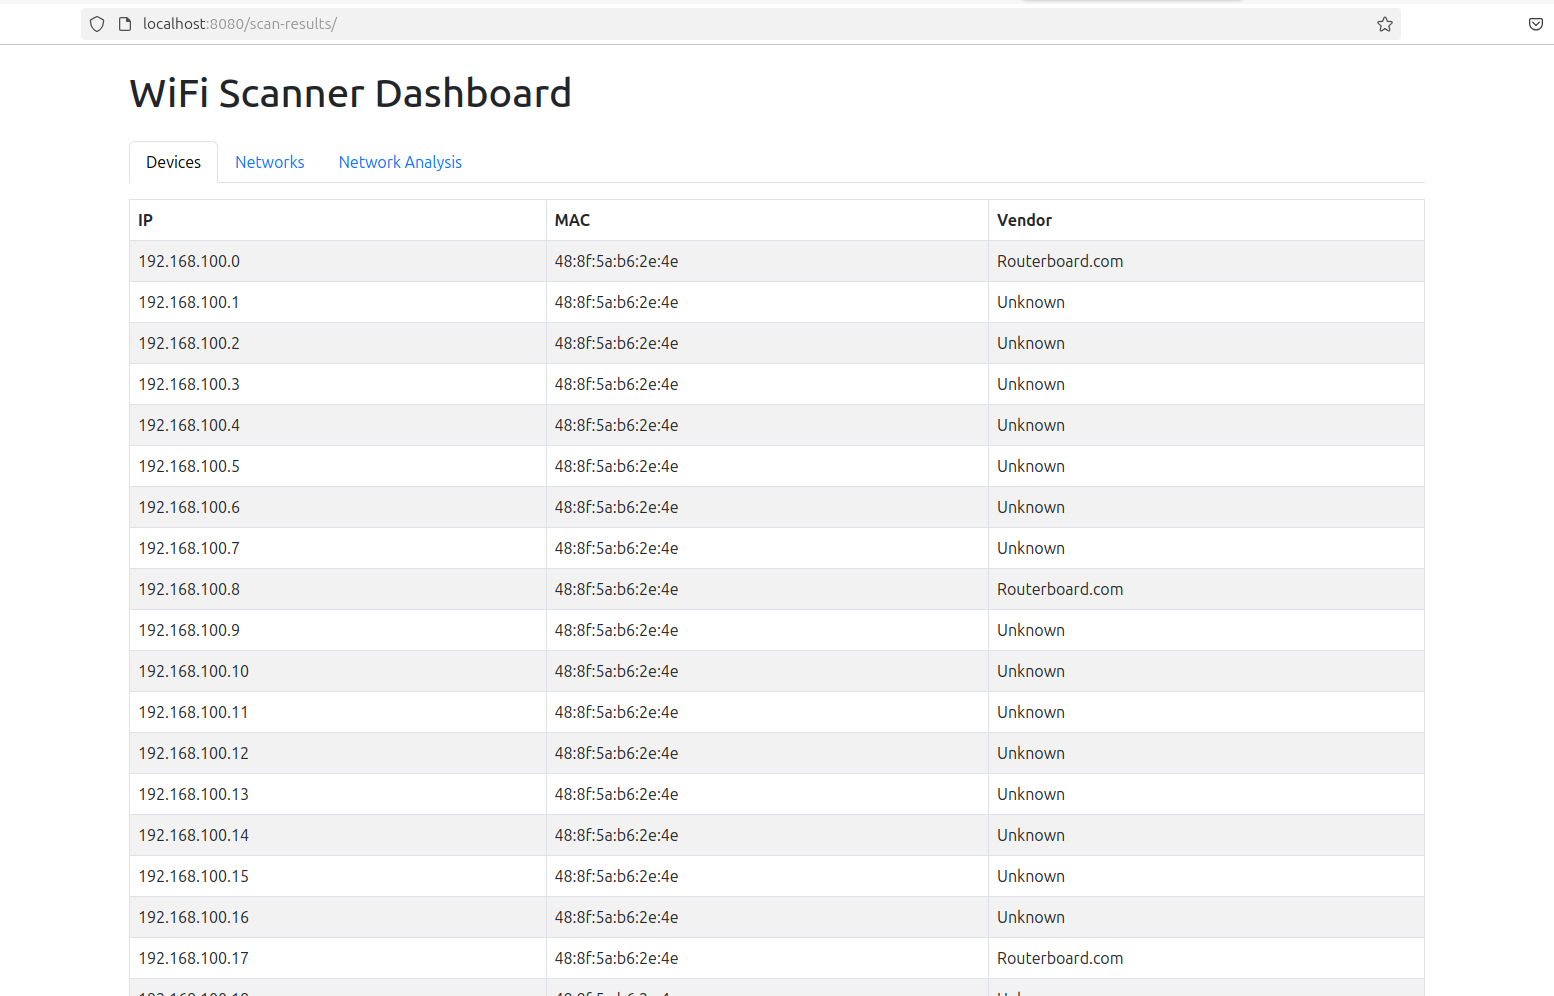 localhost:8080/scan-results/
WiFi Scanner Dashboard
Devices Networks Network Analysis
IP MAC Vendor
192.168.100.0 48:8f:5a:b6:2e:4e Routerboard.com
192.168.100.1 48:8f:5a:b6:2e:4e Unknown
192.168.100.2 48:8f:5a:b6:2e:4e Unknown
192.168.100.3 48:8f:5a:b6:2e:4e Unknown
192.168.100.4 48:8f:5a:b6:2e:4e Unknown
192.168.100.5 48:8f:5a:b6:2e:4e Unknown
192.168.100.6 48:8f:5a:b6:2e:4e Unknown
192.168.100.7 48:8f:5a:b6:2e:4e Unknown
192.168.100.8 48:8f:5a:b6:2e:4e Routerboard.com
192.168.100.9 48:8f:5a:b6:2e:4e Unknown
192.168.100.10 48:8f:5a:b6:2e:4e Unknown
192.168.100.11 48:8f:5a:b6:2e:4e Unknown
192.168.100.12 48:8f:5a:b6:2e:4e Unknown
192.168.100.13 48:8f:5a:b6:2e:4e Unknown
192.168.100.14 48:8f:5a:b6:2e:4e Unknown
192.168.100.15 48:8f:5a:b6:2e:4e Unknown
192.168.100.16 48:8f:5a:b6:2e:4e Unknown
192.168.100.17 48:8f:5a:b6:2e:4e Routerboard.com